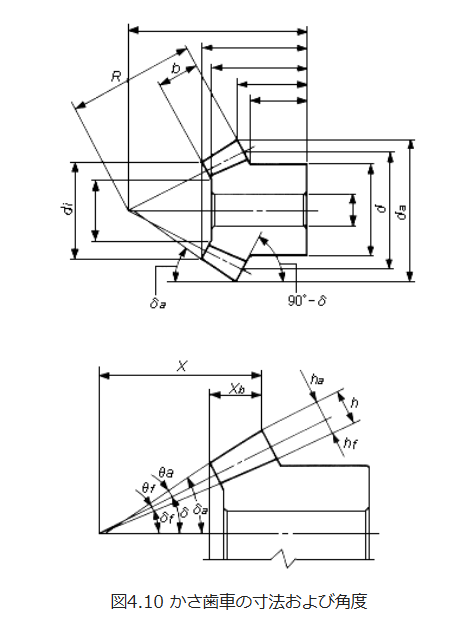 R
b
di
d
da
δa
90°-δ
X
Xb
ha
h
hf
θa
θf
δf
δ
δa
図4.10 かさ歯車の寸法および角度